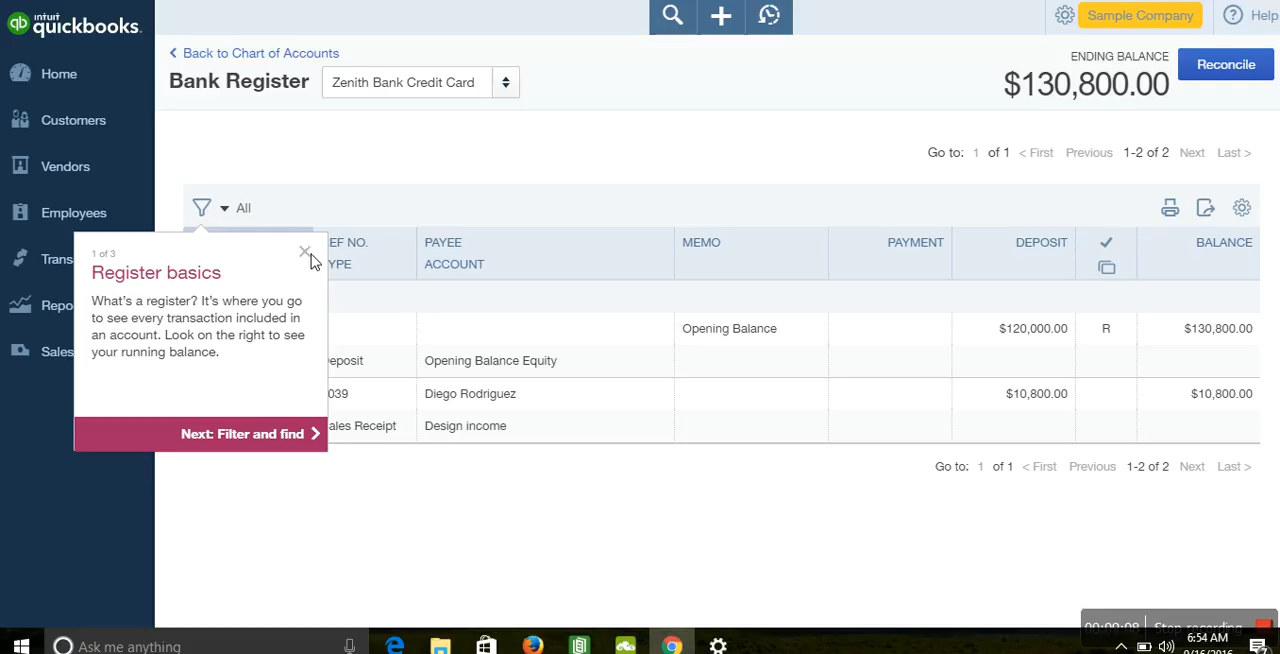 intuit
qb quickbooks.
Sample Company
Help
Home
Customers
Vendors
Employees
Trans
Repo
Sales
Back to Chart of Accounts
Bank Register
Zenith Bank Credit Card
ENDING BALANCE
$130,800.00
Reconcile
Go to: 1 of 1 < First Previous 1-2 of 2 Next Last >
All
EF NO. PAYEE MEMO PAYMENT DEPOSIT BALANCE
YPE ACCOUNT
Opening Balance $120,000.00 R $130,800.00
eposit Opening Balance Equity
039 Diego Rodriguez $10,800.00 $10,800.00
ales Receipt Design income
Go to: 1 of 1 < First Previous 1-2 of 2 Next Last >
1 of 3
Register basics
What's a register? It's where you go
to see every transaction included in
an account. Look on the right to see
your running balance.
Next: Filter and find
Stop recording
Ask me anything
6:54 AM